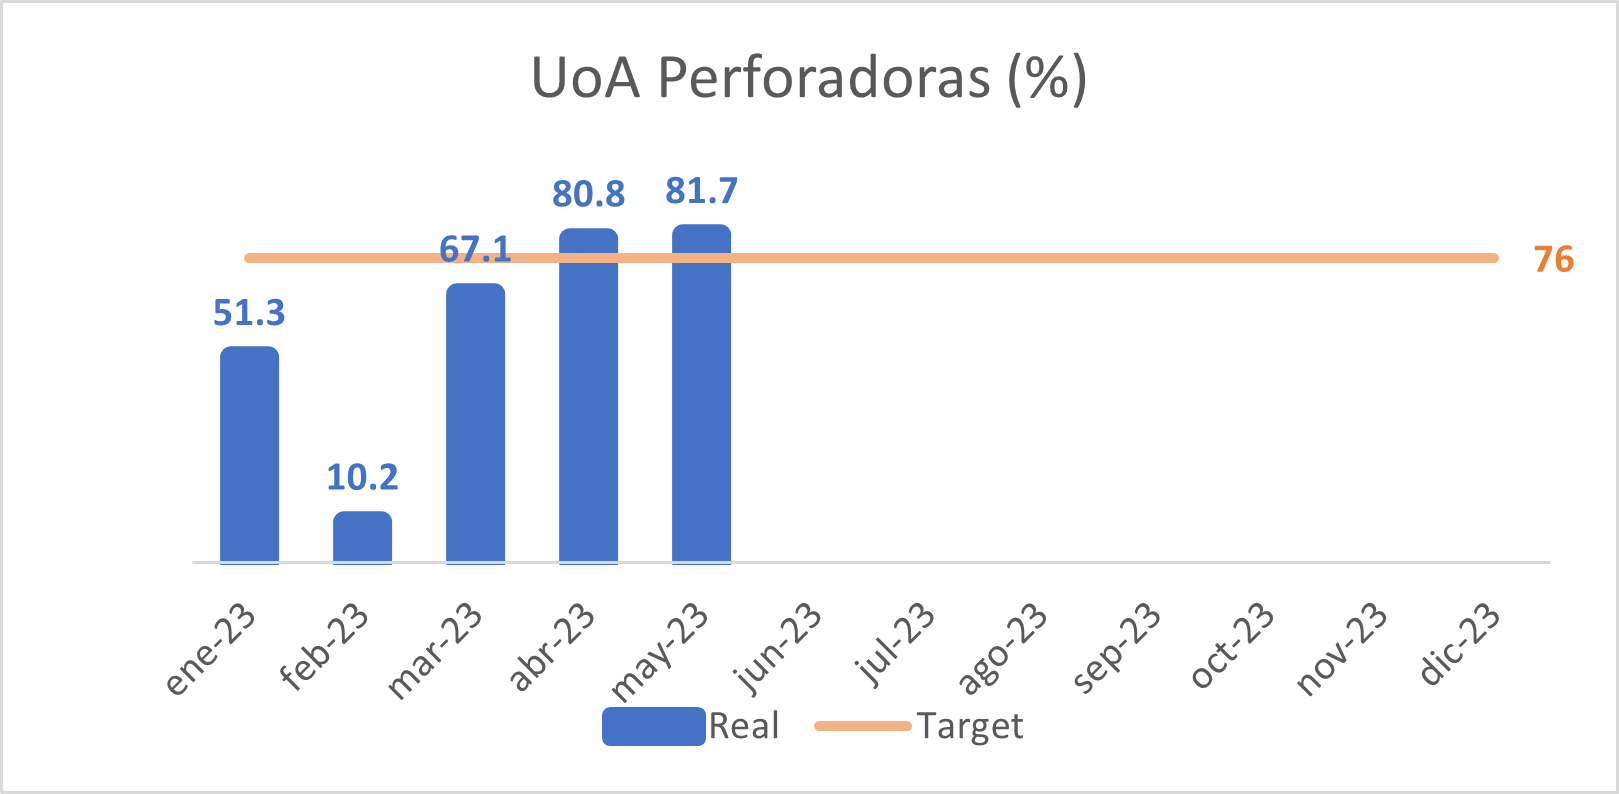 UoA Perforadoras (%)
80.8
81.7
67.1
76
51.3
10.2
ene-23
feb-23
mar-23
abr-23
may-23
jun-23
jul-23
ago-23
sep-23
oct-23
nov-23
dic-23
Real
Target